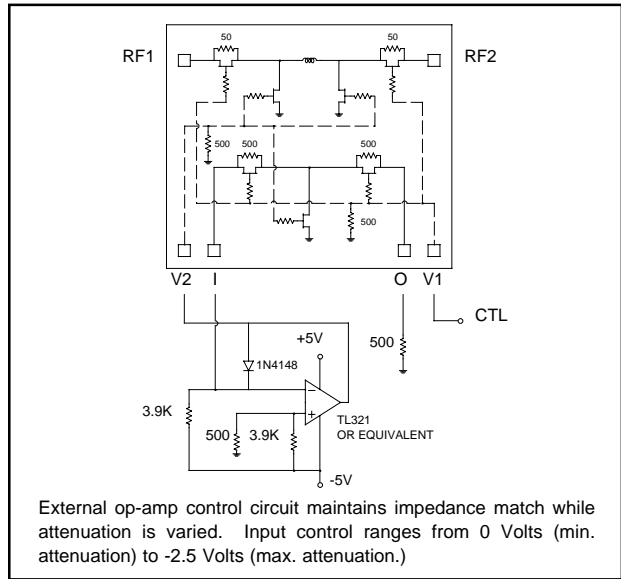 50
50
RF1
RF2
500
500
500
500
V2
I
O
V1
CTL
+5V
500
1N4148
3.9K
TL321
OR EQUIVALENT
500
3.9K
-5V
External op-amp control circuit maintains impedance match while
attenuation is varied. Input control ranges from 0 Volts (min.
attenuation) to -2.5 Volts (max. attenuation.)